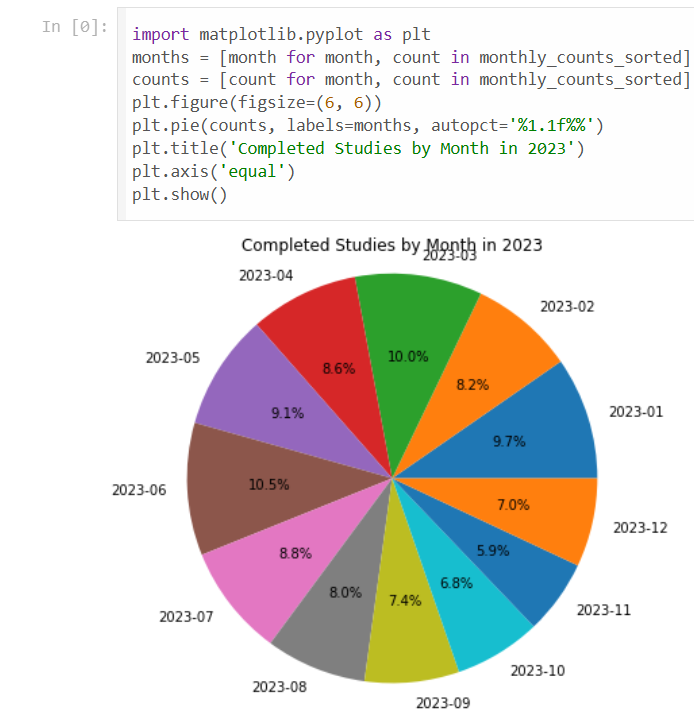 In [0]:
import matplotlib.pyplot as plt
months = [month for month, count in monthly_counts_sorted]
counts = [count for month, count in monthly_counts_sorted]
plt.figure(figsize=(6, 6))
plt.pie(counts, labels=months, autopct='%1.1f%%')
plt.title('Completed Studies by Month in 2023')
plt.axis('equal')
plt.show()
Completed Studies by Month in 2023
2023-03
2023-04
2023-02
2023-05
10.0%
8.6%
8.2%
2023-01
9.1%
9.7%
10.5%
2023-06
7.0%
2023-12
8.8%
5.9%
6.8%
8.0%
7.4%
2023-11
2023-07
2023-10
2023-08
2023-09